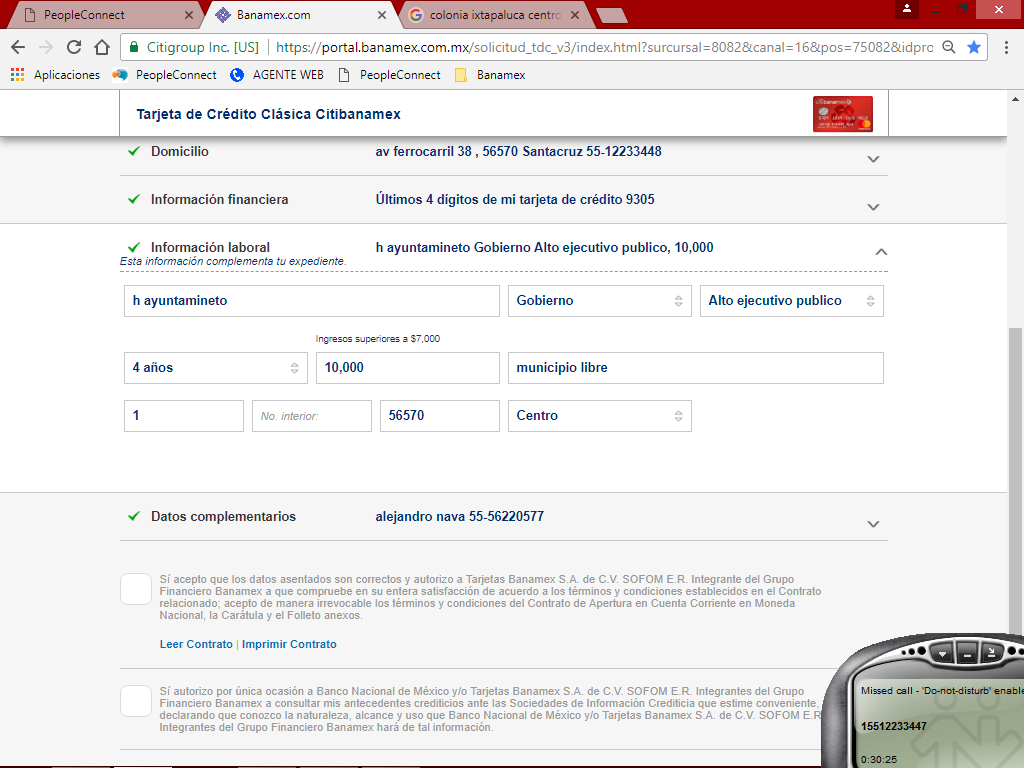 PeopleConnect
Banamex.com
colonia ixtapaluca centro
Citigroup Inc. [US]
https://portal.banamex.com.mx/solicitud_tdc_v3/index.html?surcursal=8082&canal=16&pos=75082&idpro
Aplicaciones
PeopleConnect
AGENTE WEB
PeopleConnect
Banamex
Tarjeta de Crédito Clásica Citibanamex
Domicilio
av ferrocarril 38 , 56570 Santacruz 55-12233448
Información financiera
Últimos 4 dígitos de mi tarjeta de crédito 9305
Información laboral
h ayuntamineto Gobierno Alto ejecutivo publico, 10,000
Esta información complementa tu expediente.
h ayuntamineto
Gobierno
Alto ejecutivo publico
Ingresos superiores a $7,000
4 años
10,000
municipio libre
1
No. interior:
56570
Centro
Datos complementarios
alejandro nava 55-56220577
Sí acepto que los datos asentados son correctos y autorizo a Tarjetas Banamex S.A. de C.V. SOFOM E.R. Integrante del Grupo
Financiero Banamex a que compruebe en su entera satisfacción de acuerdo a los términos y condiciones establecidos en el Contrato
relacionado; acepto de manera irrevocable los términos y condiciones del Contrato de Apertura en Cuenta Corriente en Moneda
Nacional, la Carátula y el Folleto anexos.
Leer Contrato | Imprimir Contrato
Sí autorizo por única ocasión a Banco Nacional de México y/o Tarjetas Banamex S.A. de C.V. SOFOM E.R. Integrantes del Grupo
Financiero Banamex a consultar mis antecedentes crediticios ante las Sociedades de Información Crediticia que estime conveniente,
declarando que conozco la naturaleza, alcance y uso que Banco Nacional de México y/o Tarjetas Banamex S.A. de C.V. SOFOM E.R
Integrantes del Grupo Financiero Banamex hará de tal información.
Missed call - 'Do-not-disturb' enable
15512233447
0:30:25